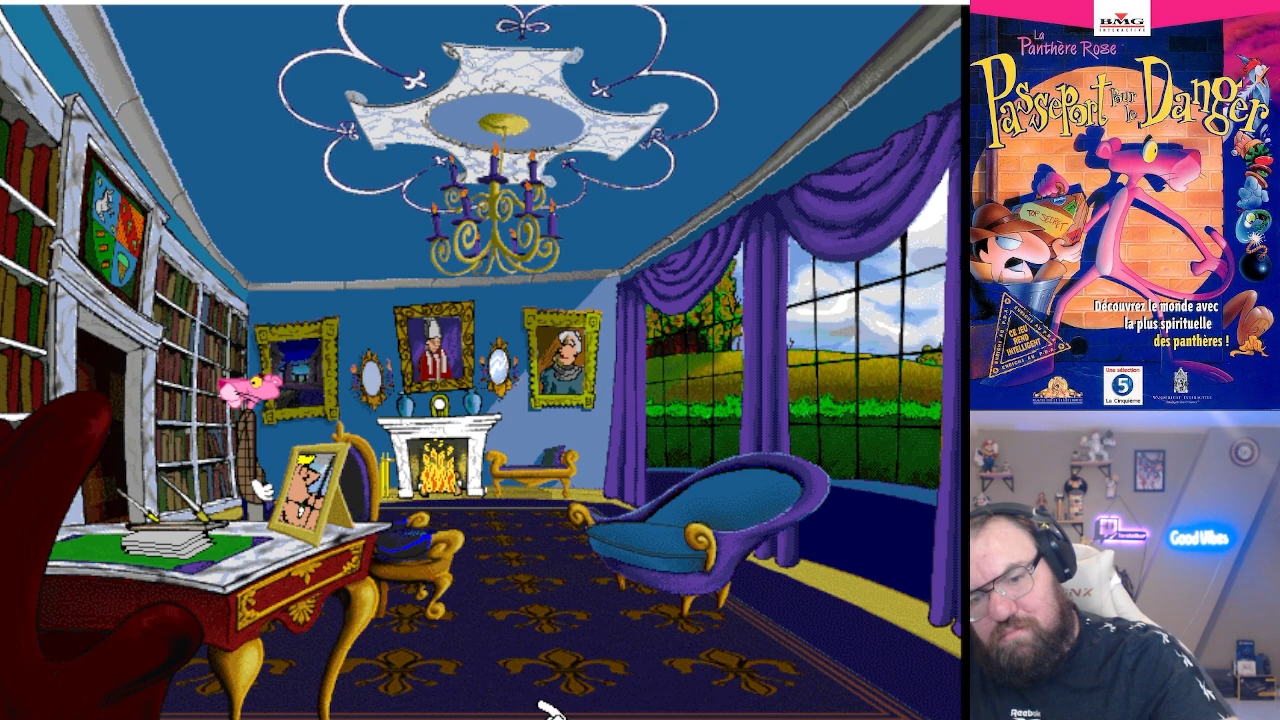 BMG
INTERACTIVE
La
Panthère Rose
Passeport pour
le Danger
TOP SECRET
Découvrez le monde avec
la plus spirituelle
des panthères !
CE JEU
REND
INTELLIGENT
Une sélection
5
La Cinquième
Good Vibes
Reebok